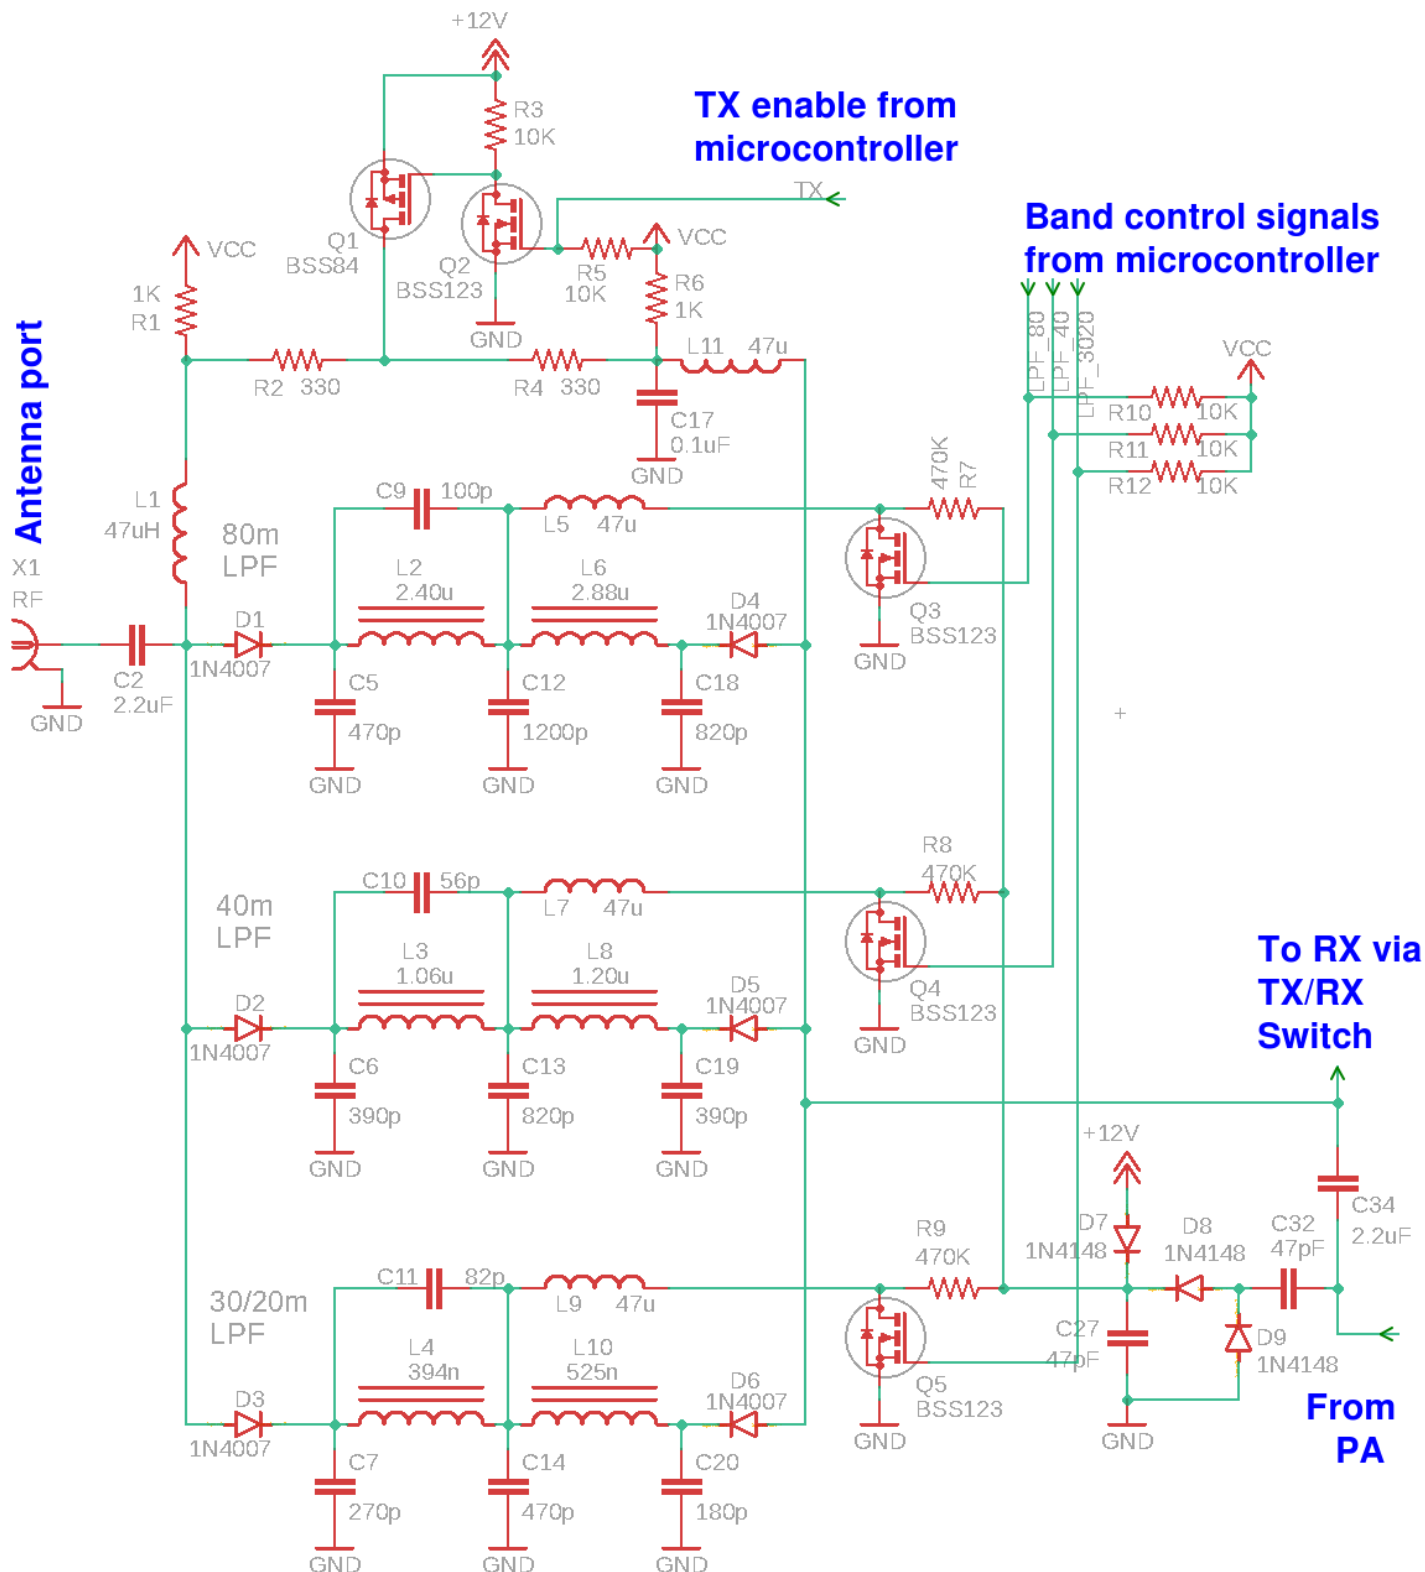 +12V
R3
10K
TX enable from
microcontroller
TX
Band control signals
from microcontroller
Q1
BSS84
Q2
BSS123
VCC
R5
10K
VCC
R6
1K
1K
R1
GND
LPF_80
LPF_40
LPF_3020
VCC
R10 10K
R11 10K
R12 10K
R2 330
R4 330
L11 47u
C17
0.1uF
GND
Antenna port
L1
47uH
80m
LPF
C9 100p
L5 47u
470K
R7
X1
RF
L2
2.40u
L6
2.88u
D1
1N4007
D4
1N4007
Q3
BSS123
GND
C2
2.2uF
GND
C5
470p
C12
1200p
C18
820p
GND
GND
GND
40m
LPF
C10 56p
L7 47u
R8
470K
L3
1.06u
L8
1.20u
D2
1N4007
D5
1N4007
Q4
BSS123
GND
To RX via
TX/RX
Switch
C6
390p
C13
820p
C19
390p
GND
GND
GND
+12V
D7
1N4148
D8
1N4148
C32
47pF
C34
2.2uF
30/20m
LPF
C11 82p
L9 47u
R9
470K
L4
394n
L10
525n
D3
1N4007
D6
1N4007
Q5
BSS123
GND
C27
47pF
D9
1N4148
GND
From
PA
C7
270p
C14
470p
C20
180p
GND
GND
GND